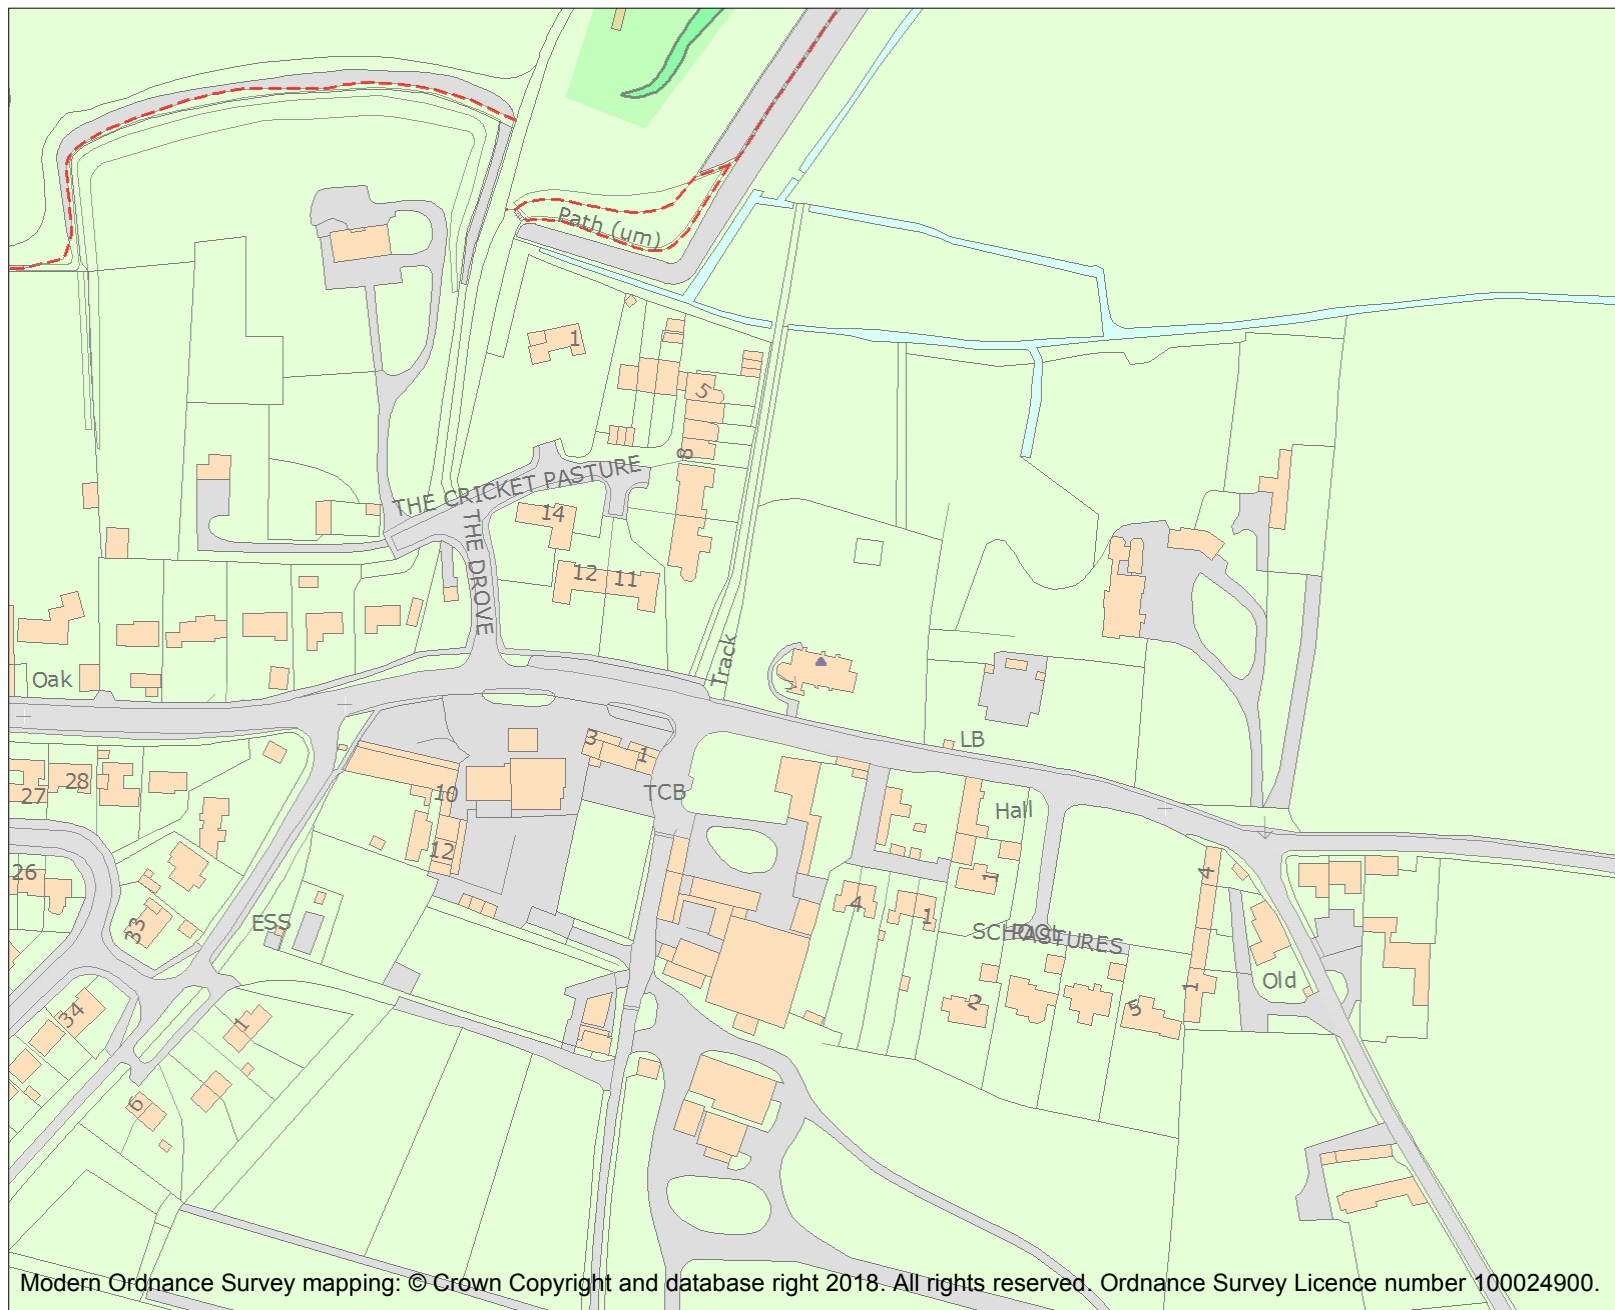 Path (um)
1
5
8
THE CRICKET PASTURE
14
THE DROVE
12
11
Track
Oak
LB
3
1
28
27
10
TCB
Hall
12
26
4
1
4
1
33
ESS
SCHOOL
PASTURES
Old
2
5
1
34
1
6
Modern Ordnance Survey mapping: © Crown Copyright and database right 2018. All rights reserved. Ordnance Survey Licence number 100024900.